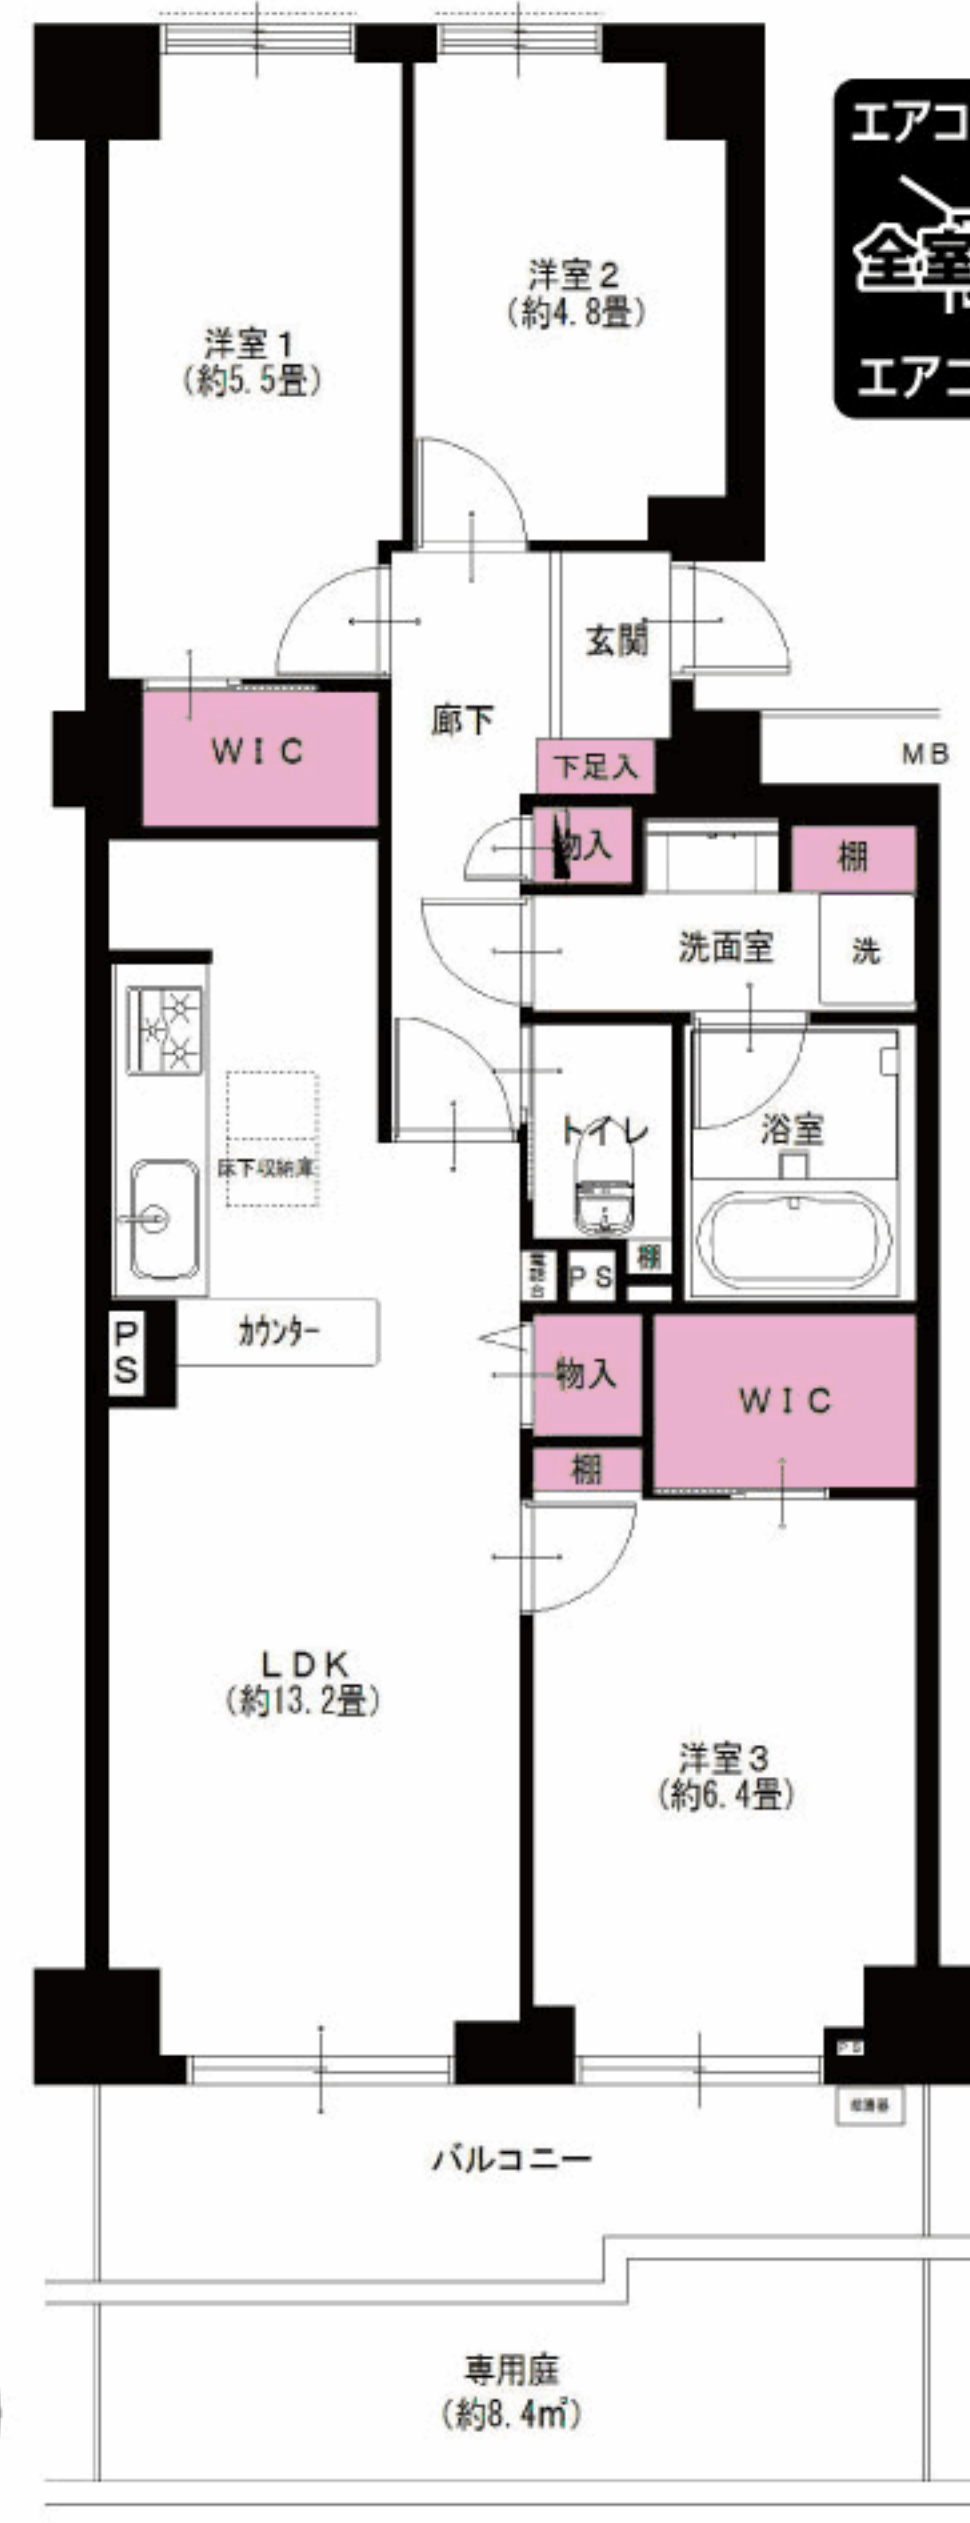 エアコ
全室
エアコ
洋室2
(約4.8畳)
洋室1
(約5.5畳)
玄関
廊下
WIC
下足入
MB
物入
棚
洗面室
洗
トイレ
浴室
床下収納庫
棚
PS
カウンター
PS
物入
WIC
棚
LDK
(約13.2畳)
洋室3
(約6.4畳)
PS
バルコニー
専用庭
(約8.4㎡)